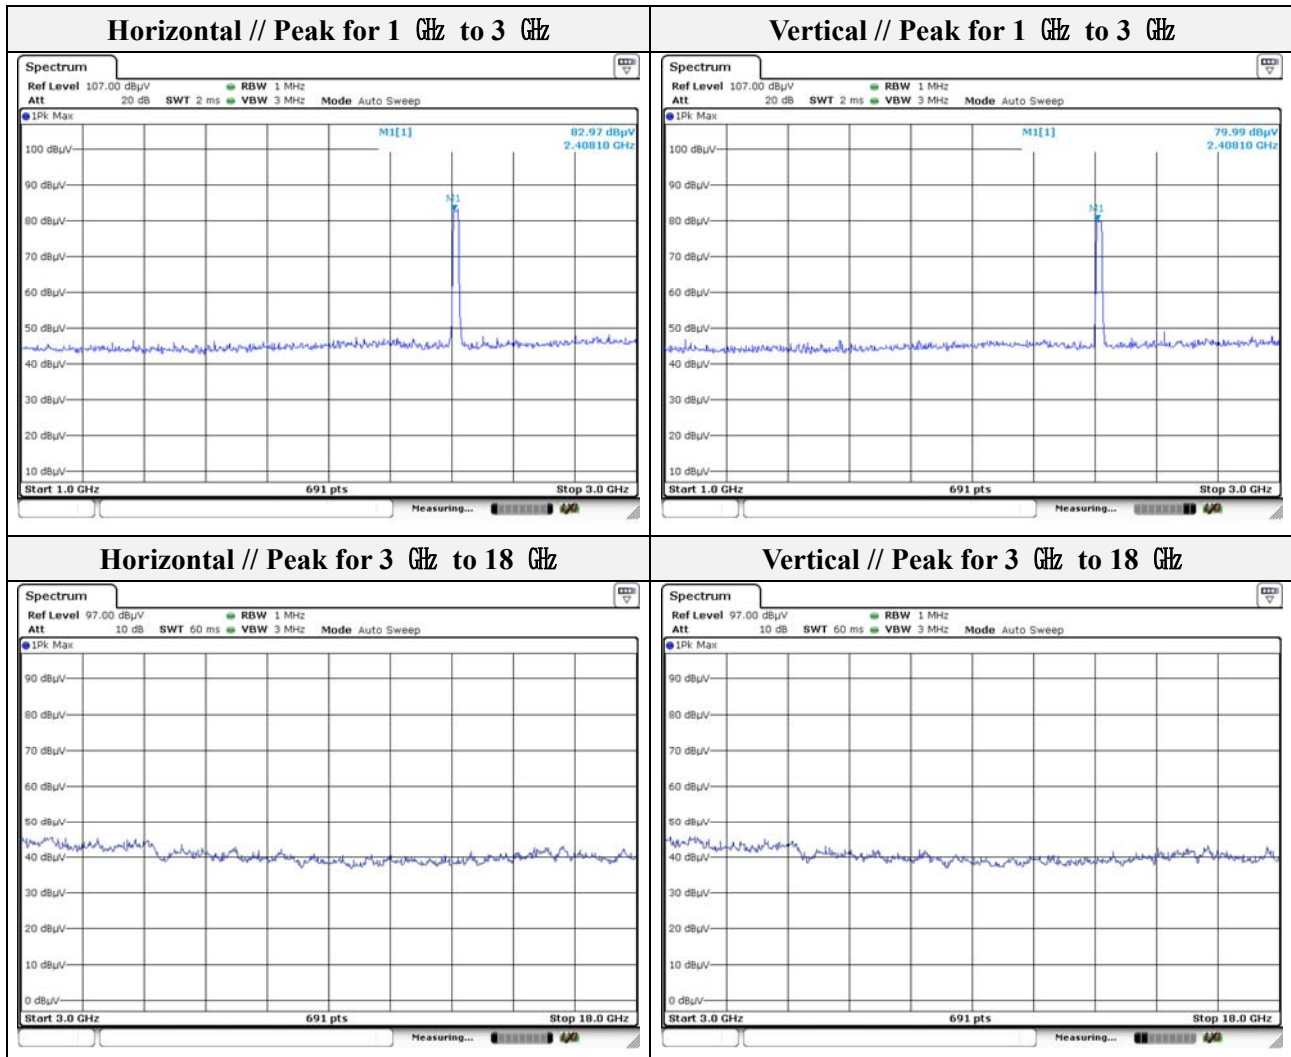 Horizontal // Peak for 1 ㎓ to 3 ㎓
Spectrum
Ref Level 107.00 dBµV RBW 1 MHz
Att 20 dB SWT 2 ms VBW 3 MHz Mode Auto Sweep
1Pk Max
M1[1] 82.97 dBµV
2.40810 GHz
100 dBµV
90 dBµV
M1
80 dBµV
70 dBµV
60 dBµV
50 dBµV
40 dBµV
30 dBµV
20 dBµV
10 dBµV
Start 1.0 GHz 691 pts Stop 3.0 GHz
Measuring...
Vertical // Peak for 1 ㎓ to 3 ㎓
Spectrum
Ref Level 107.00 dBµV RBW 1 MHz
Att 20 dB SWT 2 ms VBW 3 MHz Mode Auto Sweep
1Pk Max
M1[1] 79.99 dBµV
2.40810 GHz
100 dBµV
90 dBµV
M1
80 dBµV
70 dBµV
60 dBµV
50 dBµV
40 dBµV
30 dBµV
20 dBµV
10 dBµV
Start 1.0 GHz 691 pts Stop 3.0 GHz
Measuring...
Horizontal // Peak for 3 ㎓ to 18 ㎓
Spectrum
Ref Level 97.00 dBµV RBW 1 MHz
Att 10 dB SWT 60 ms VBW 3 MHz Mode Auto Sweep
1Pk Max
90 dBµV
80 dBµV
70 dBµV
60 dBµV
50 dBµV
40 dBµV
30 dBµV
20 dBµV
10 dBµV
0 dBµV
Start 3.0 GHz 691 pts Stop 18.0 GHz
Measuring...
Vertical // Peak for 3 ㎓ to 18 ㎓
Spectrum
Ref Level 97.00 dBµV RBW 1 MHz
Att 10 dB SWT 60 ms VBW 3 MHz Mode Auto Sweep
1Pk Max
90 dBµV
80 dBµV
70 dBµV
60 dBµV
50 dBµV
40 dBµV
30 dBµV
20 dBµV
10 dBµV
0 dBµV
Start 3.0 GHz 691 pts Stop 18.0 GHz
Measuring...